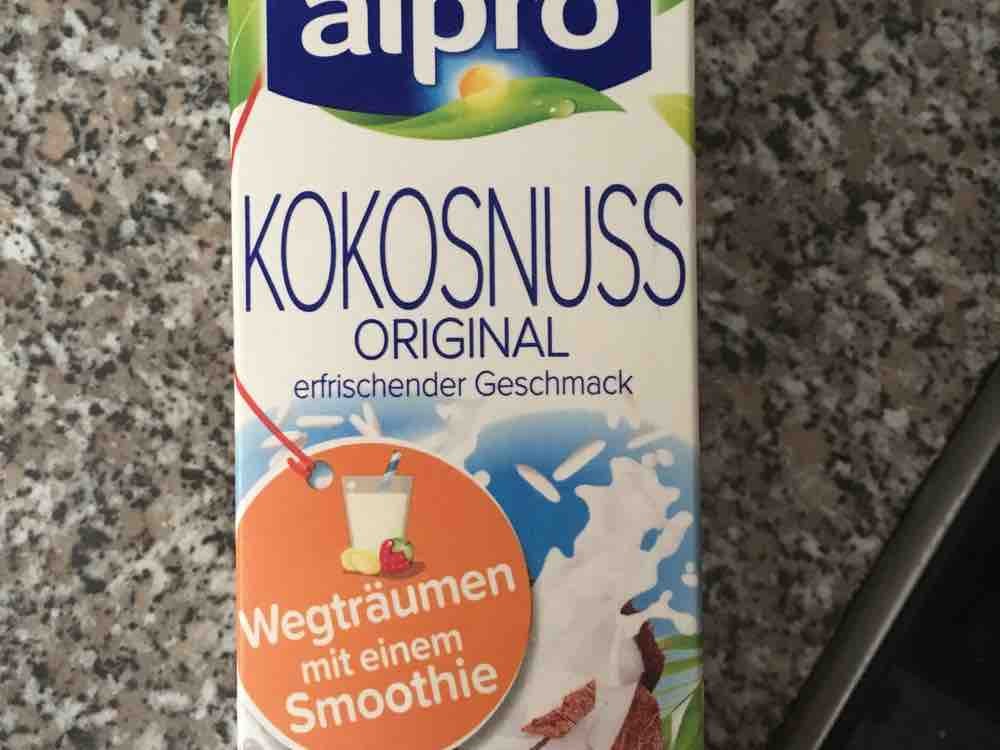 alpro
KOKOSNUSS
ORIGINAL
erfrischender Geschmack
Wegträumen
mit einem
Smoothie